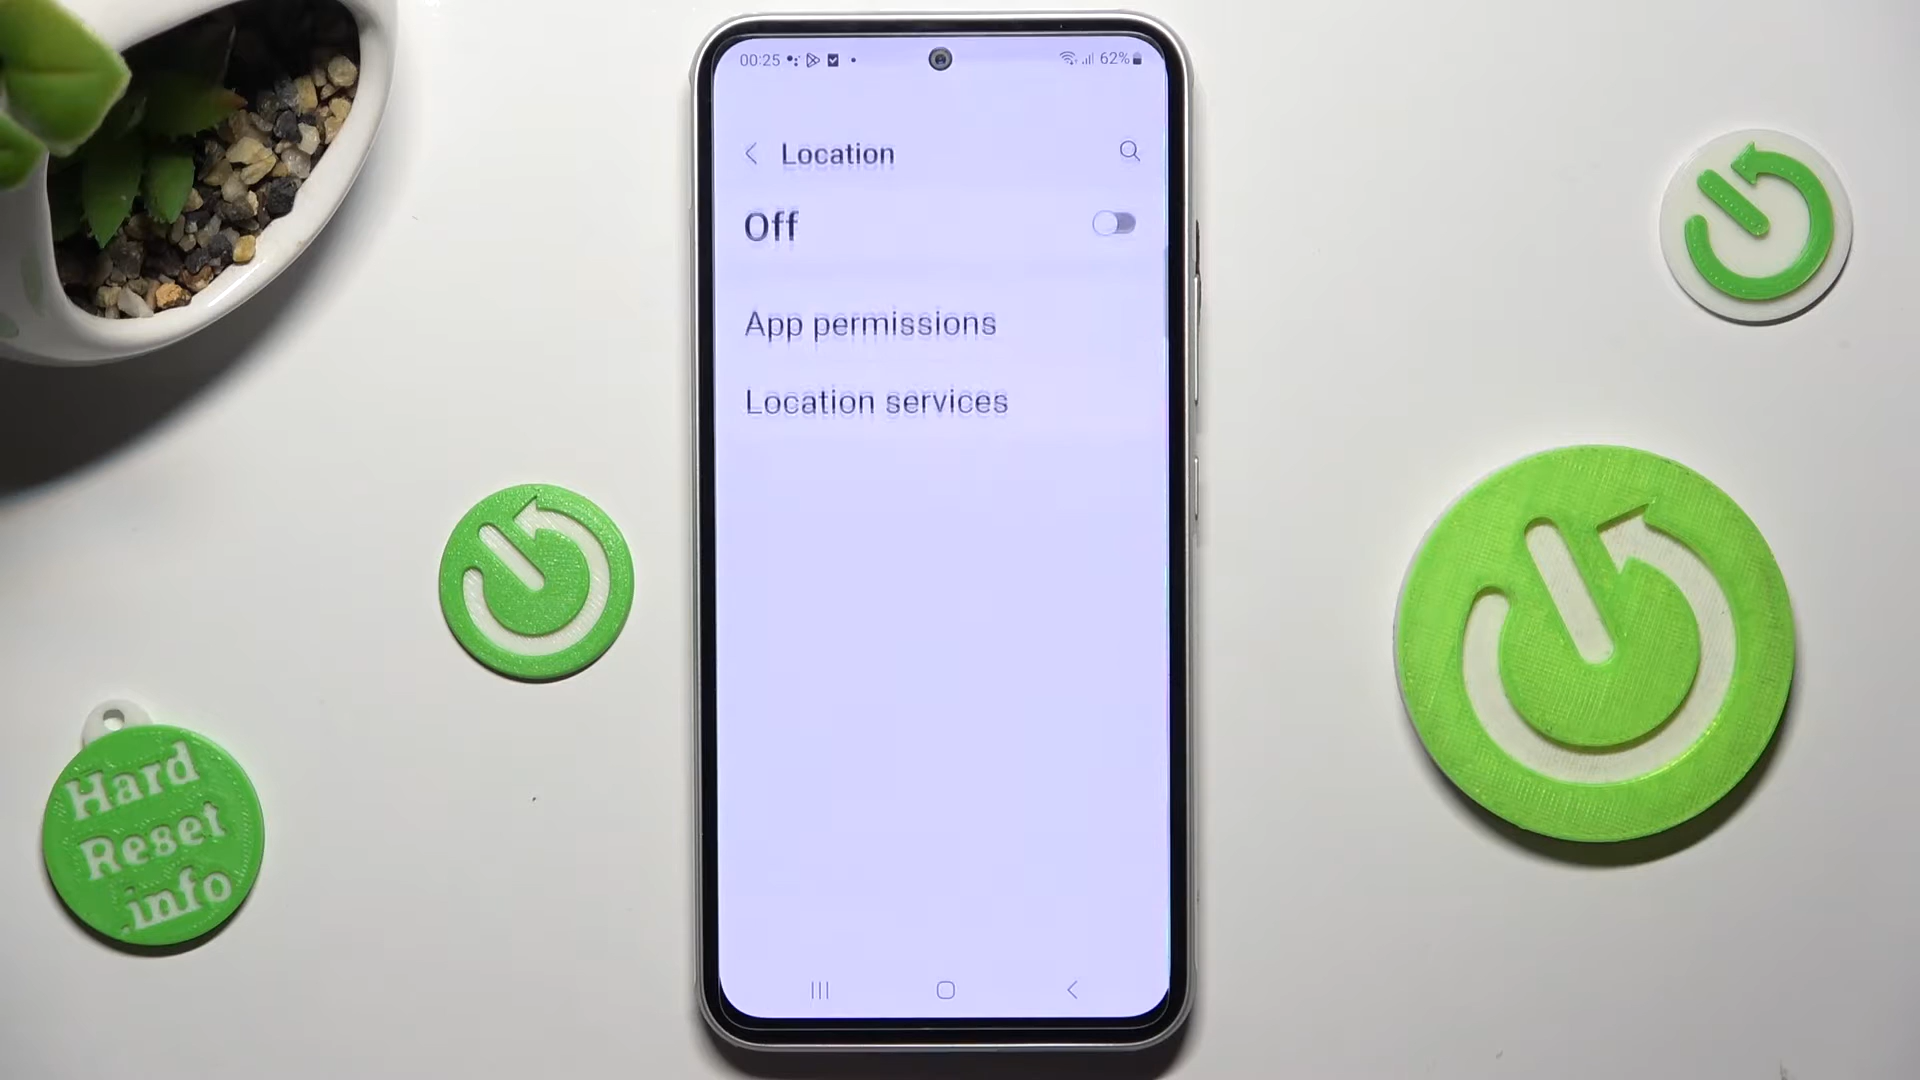 00:25
62%
Location
Off
App permissions
Location services
Hard
Reset
.info